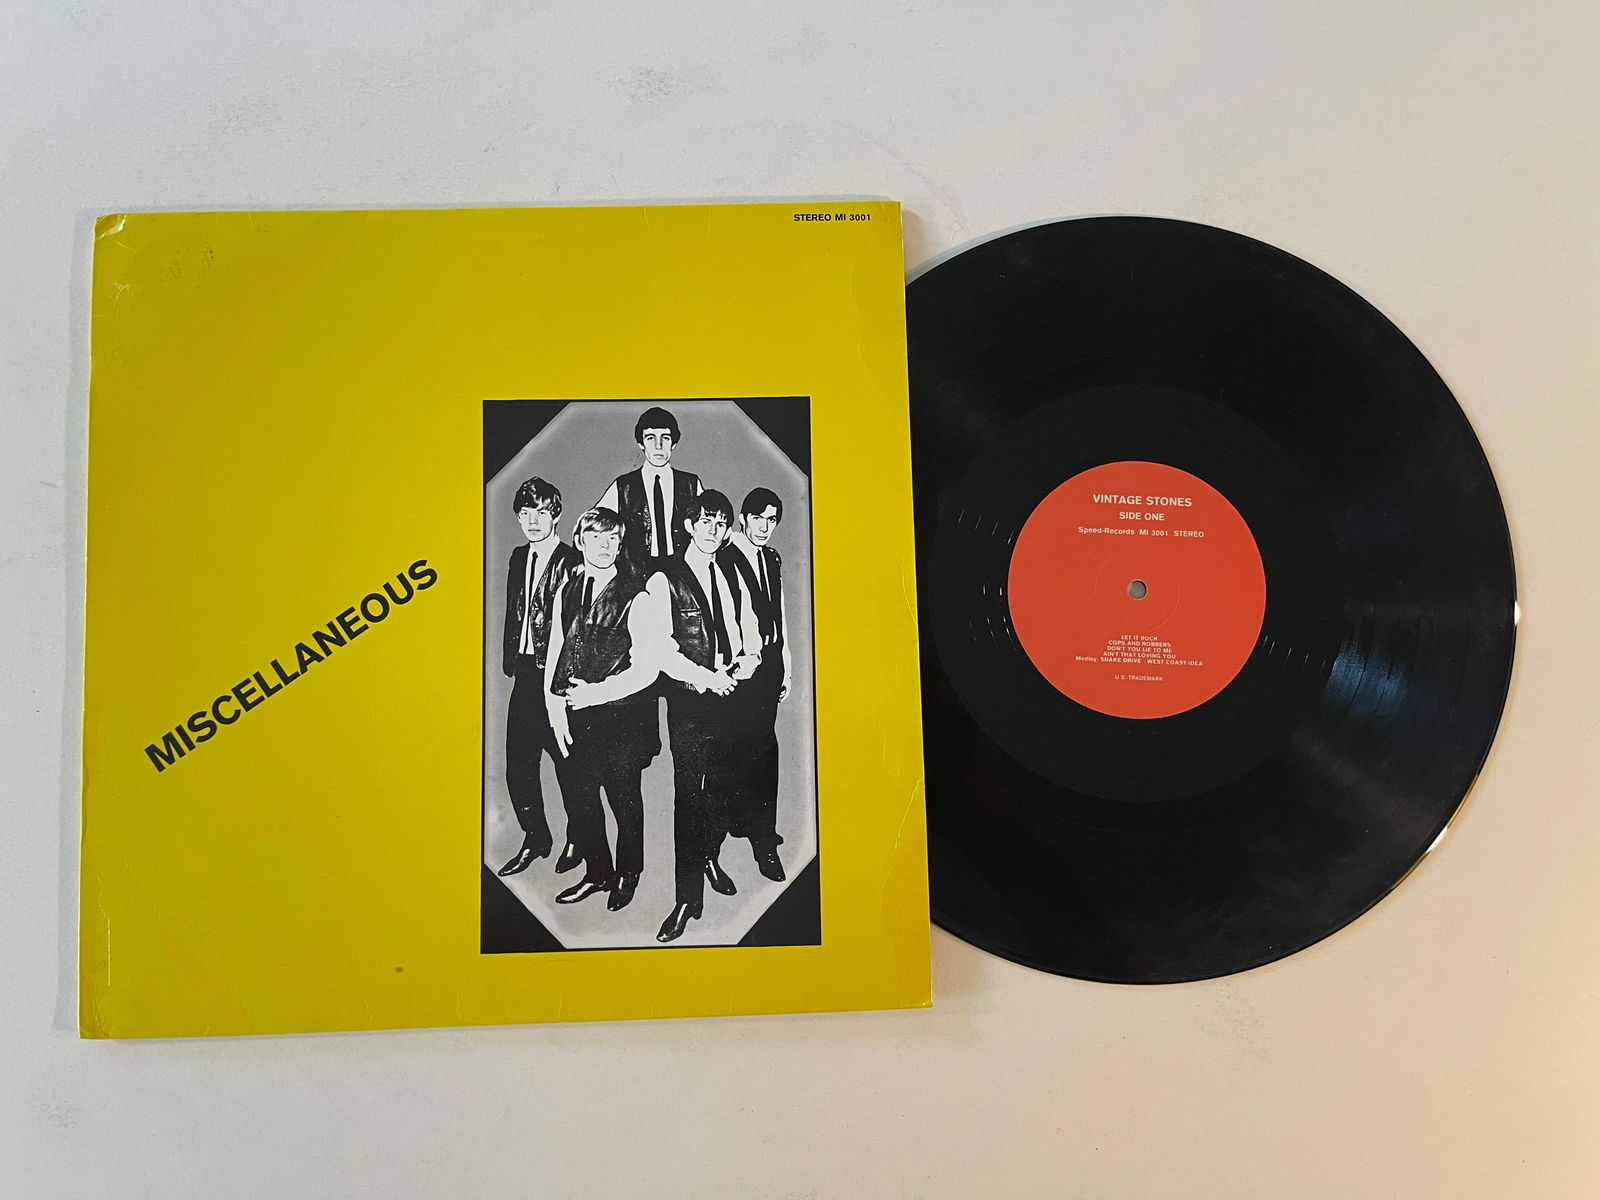 STEREO MI 3001
MISCELLANEOUS
VINTAGE STONES
SIDE ONE
Speed-Records MI 3001 STEREO
LET IT ROCK
COPS AND ROBBERS
DON'T YOU LIE TO ME
AIN'T THAT LOVING YOU
Medley: SNAKE DRIVE - WEST COAST IDEA
U.S. TRADEMARK